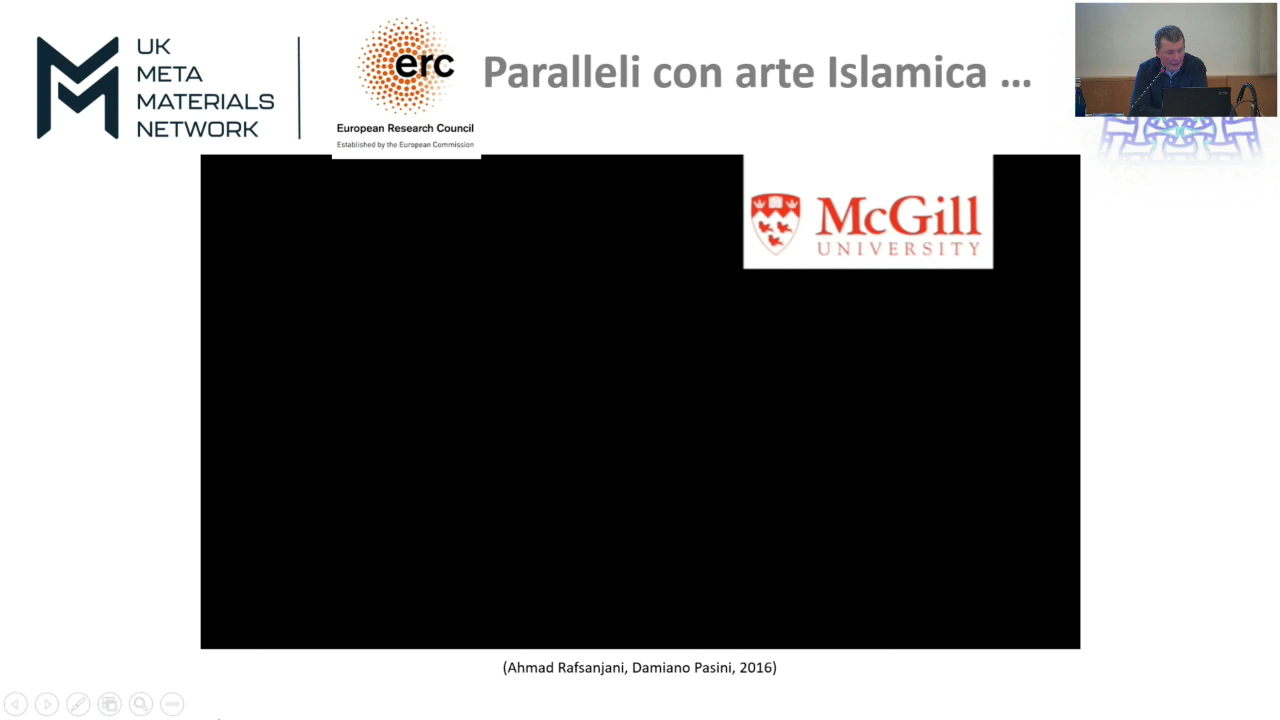 UK
META
MATERIALS
NETWORK
erc
European Research Council
Established by the European Commission
Paralleli con arte Islamica ...
McGill
UNIVERSITY
(Ahmad Rafsanjani, Damiano Pasini, 2016)